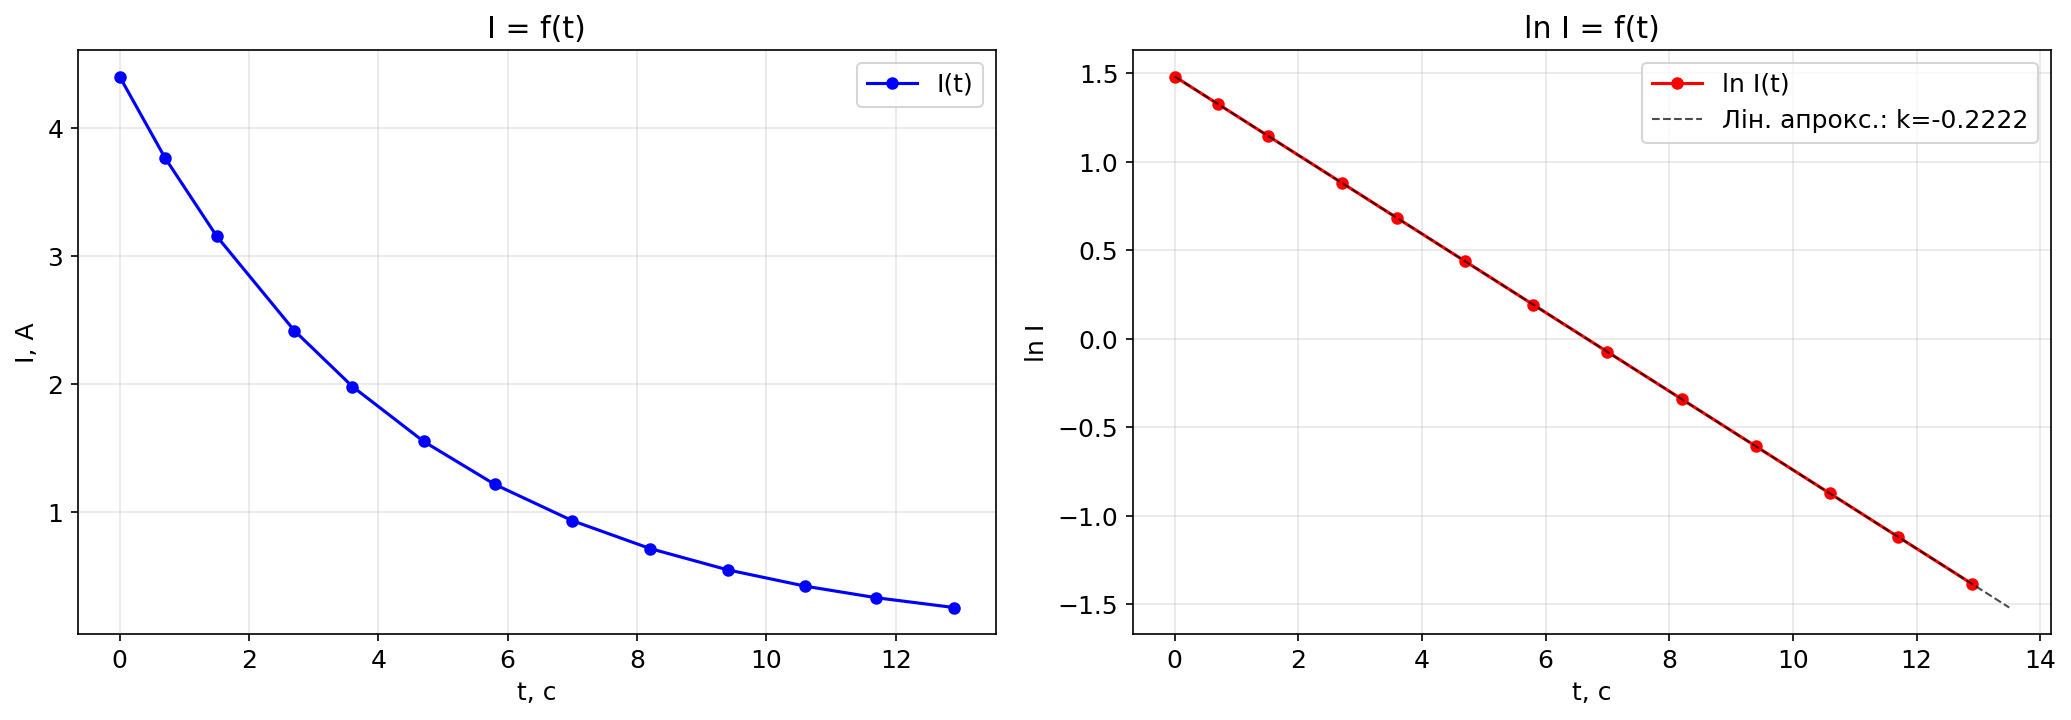 I = f(t)
I(t)
I, А
4
3
2
1
0 2 4 6 8 10 12
t, с
ln I = f(t)
ln I(t)
Лін. апрокс.: k=-0.2222
ln I
1.5
1.0
0.5
0.0
−0.5
−1.0
−1.5
0 2 4 6 8 10 12 14
t, с